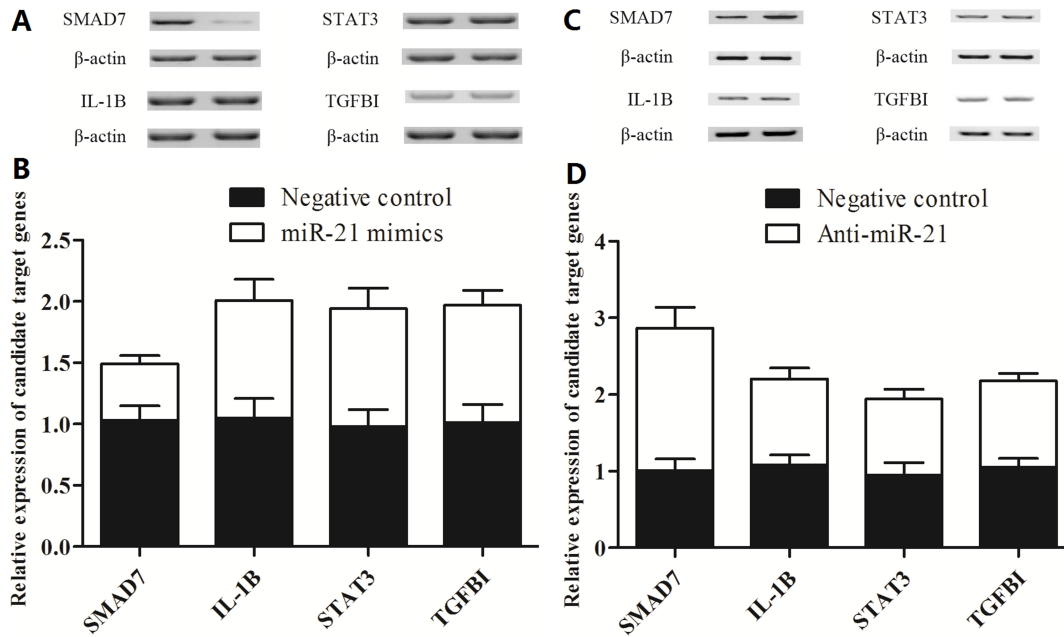 A
SMAD7
STAT3
β-actin
β-actin
IL-1B
TGFBI
β-actin
β-actin
C
SMAD7
STAT3
β-actin
β-actin
IL-1B
TGFBI
β-actin
β-actin
B
Negative control
miR-21 mimics
Relative expression of candidate target genes
2.5
2.0
1.5
1.0
0.5
0.0
SMAD7
IL-1B
STAT3
TGFBI
D
Negative control
Anti-miR-21
Relative expression of candidate target genes
4
3
2
1
0
SMAD7
IL-1B
STAT3
TGFBI